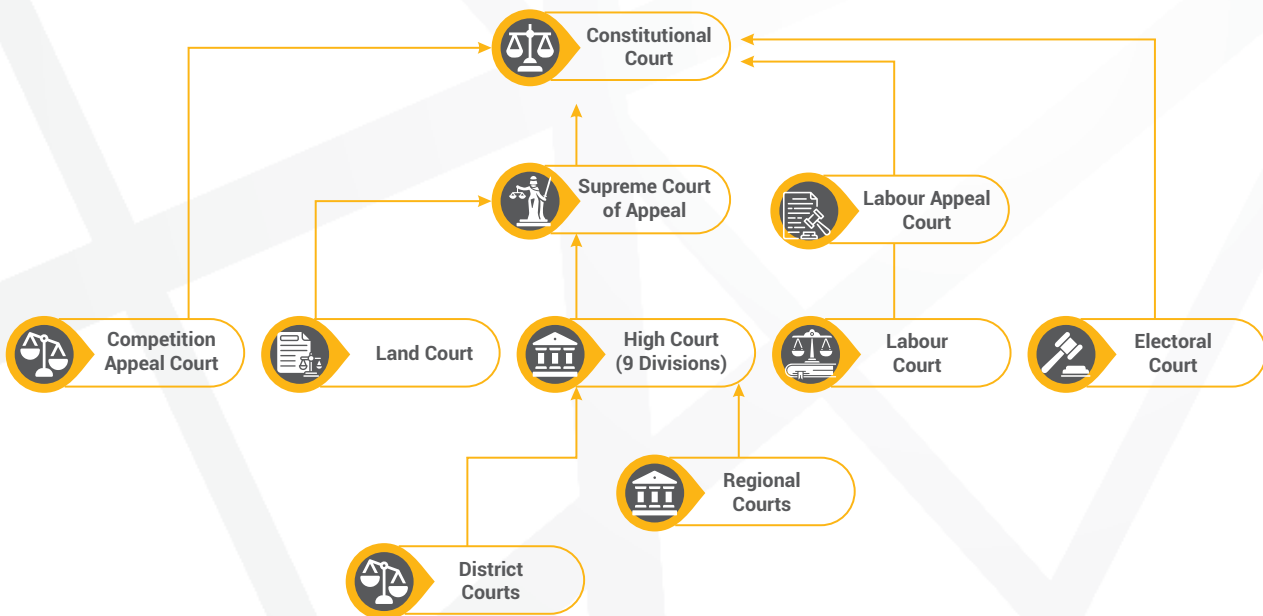 Constitutional
Court
Supreme Court
of Appeal
Labour Appeal
Court
Competition
Appeal Court
Land Court
High Court
(9 Divisions)
Labour
Court
Electoral
Court
Regional
Courts
District
Courts